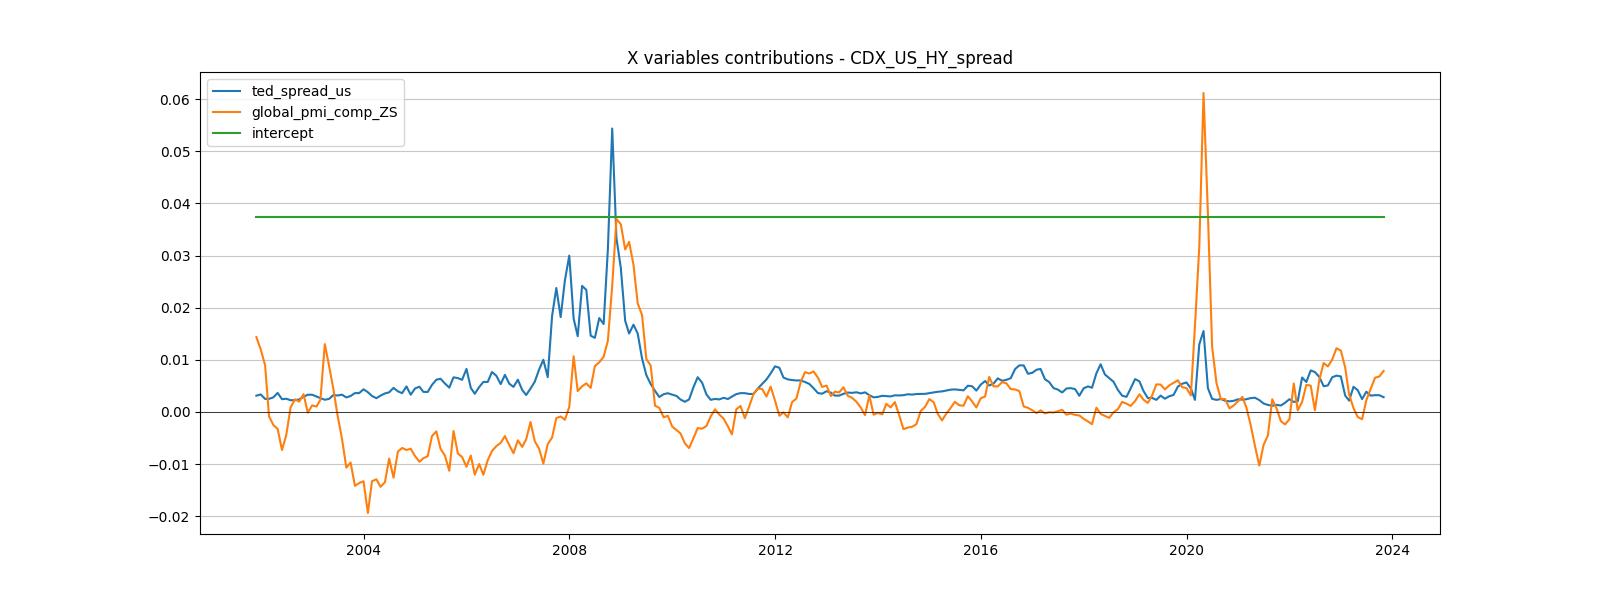 X variables contributions - CDX_US_HY_spread
ted_spread_us
global_pmi_comp_ZS
intercept
0.06
0.05
0.04
0.03
0.02
0.01
0.00
−0.01
−0.02
2004 2008 2012 2016 2020 2024